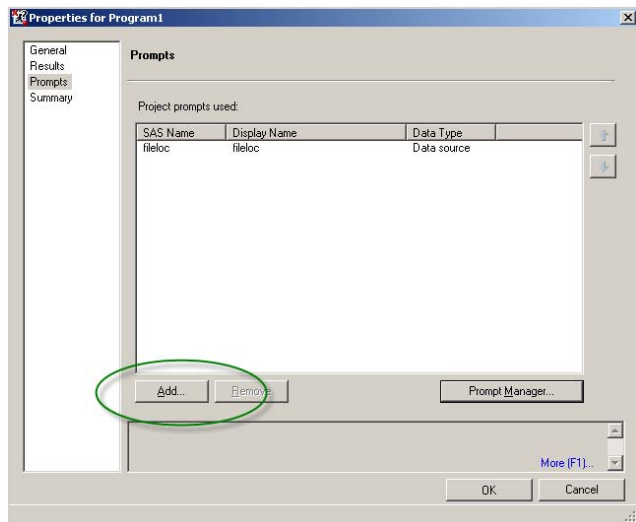 Properties for Program1
General
Results
Prompts
Summary
Prompts
Project prompts used:
SAS Name Display Name Data Type
fileloc fileloc Data source
Add... Remove Prompt Manager...
More (F1)...
OK Cancel